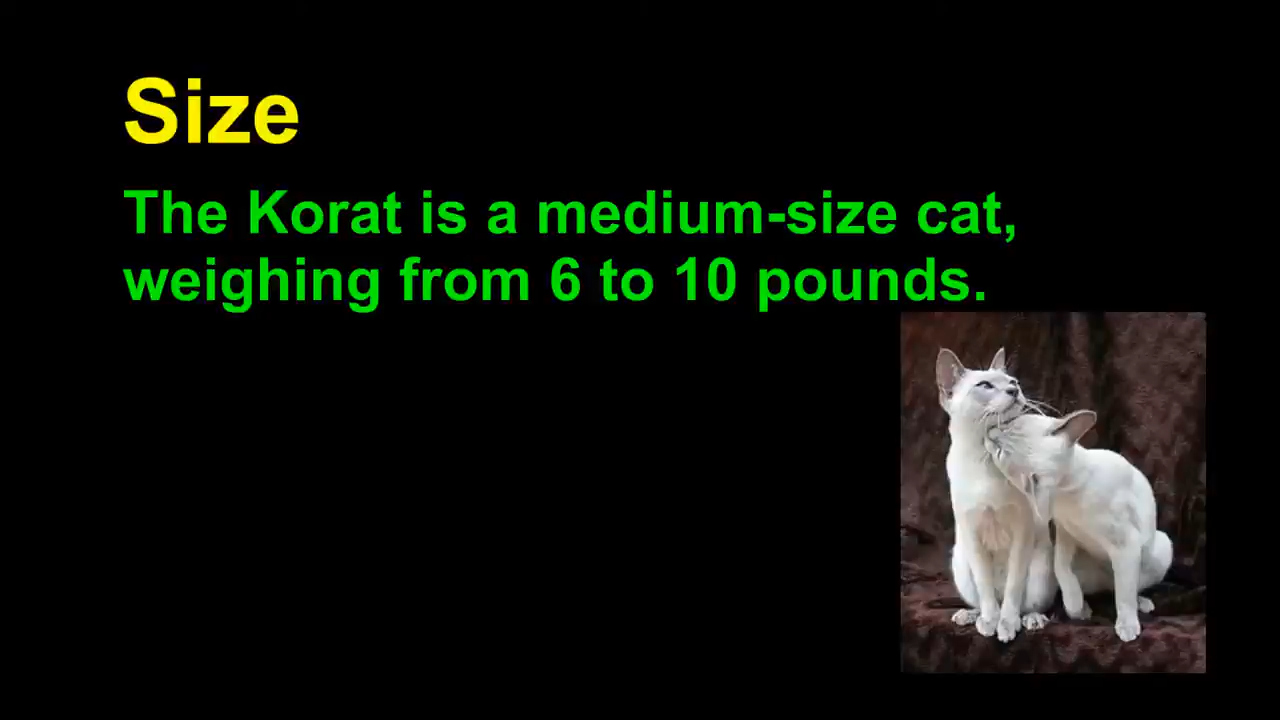 Size
The Korat is a medium-size cat,
weighing from 6 to 10 pounds.